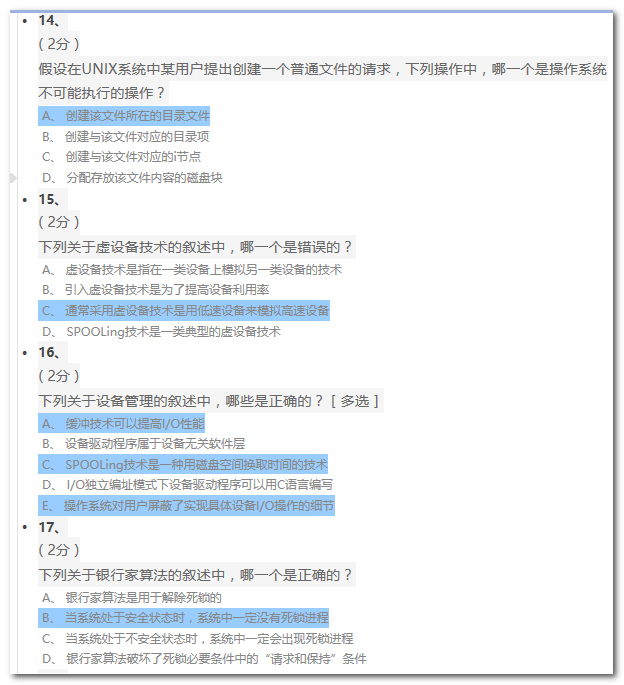 14、
( 2分 )
假设在UNIX系统中某用户提出创建一个普通文件的请求，下列操作中，哪一个是操作系统
不可能执行的操作？
A、 创建该文件所在的目录文件
B、 创建与该文件对应的目录项
C、 创建与该文件对应的i节点
D、 分配存放该文件内容的磁盘块
15、
( 2分 )
下列关于虚设备技术的叙述中，哪一个是错误的？
A、 虚设备技术是指在一类设备上模拟另一类设备的技术
B、 引入虚设备技术是为了提高设备利用率
C、 通常采用虚设备技术是用低速设备来模拟高速设备
D、 SPOOLing技术是一类典型的虚设备技术
16、
( 2分 )
下列关于设备管理的叙述中，哪些是正确的？[ 多选 ]
A、 缓冲技术可以提高I/O性能
B、 设备驱动程序属于设备无关软件层
C、 SPOOLing技术是一种用磁盘空间换取时间的技术
D、 I/O独立编址模式下设备驱动程序可以用C语言编写
E、 操作系统对用户屏蔽了实现具体设备I/O操作的细节
17、
( 2分 )
下列关于银行家算法的叙述中，哪一个是正确的？
A、 银行家算法是用于解除死锁的
B、 当系统处于安全状态时，系统中一定没有死锁进程
C、 当系统处于不安全状态时，系统中一定会出现死锁进程
D、 银行家算法破坏了死锁必要条件中的“请求和保持”条件